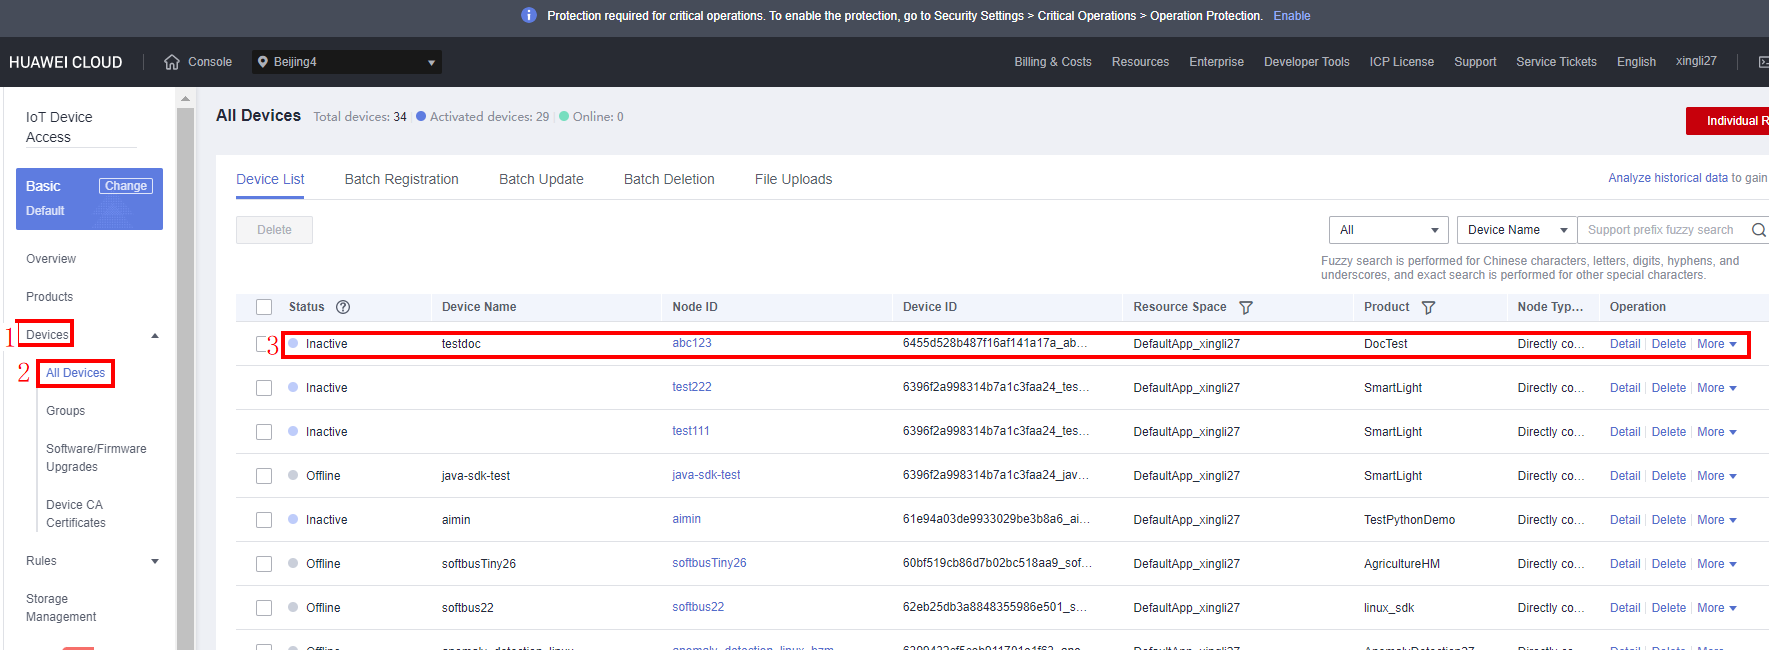 Protection required for critical operations. To enable the protection, go to Security Settings > Critical Operations > Operation Protection. Enable
HUAWEI CLOUD Console Beijing4 Billing & Costs Resources Enterprise Developer Tools ICP License Support Service Tickets English xingli27
IoT Device
Access
Basic Change
Default
Overview
Products
1 Devices
2 All Devices
Groups
Software/Firmware
Upgrades
Device CA
Certificates
Rules
Storage
Management
All Devices Total devices: 34 Activated devices: 29 Online: 0
Individual R
Device List Batch Registration Batch Update Batch Deletion File Uploads
Analyze historical data to gain
Delete
All Device Name Support prefix fuzzy search
Fuzzy search is performed for Chinese characters, letters, digits, hyphens, and
underscores, and exact search is performed for other special characters.
Status Device Name Node ID Device ID Resource Space Product Node Typ... Operation
3 Inactive testdoc abc123 6455d528b487f16af141a17a_ab... DefaultApp_xingli27 DocTest Directly co... Detail Delete More
Inactive test222 6396f2a998314b7a1c3faa24_tes... DefaultApp_xingli27 SmartLight Directly co... Detail Delete More
Inactive test111 6396f2a998314b7a1c3faa24_tes... DefaultApp_xingli27 SmartLight Directly co... Detail Delete More
Offline java-sdk-test java-sdk-test 6396f2a998314b7a1c3faa24_jav... DefaultApp_xingli27 SmartLight Directly co... Detail Delete More
Inactive aimin aimin 61e94a03de9933029be3b8a6_ai... DefaultApp_xingli27 TestPythonDemo Directly co... Detail Delete More
Offline softbusTiny26 softbusTiny26 60bf519cb86d7b02bc518aa9_sof... DefaultApp_xingli27 AgricultureHM Directly co... Detail Delete More
Offline softbus22 softbus22 62eb25db3a8848355986e501_s... DefaultApp_xingli27 linux_sdk Directly co... Detail Delete More